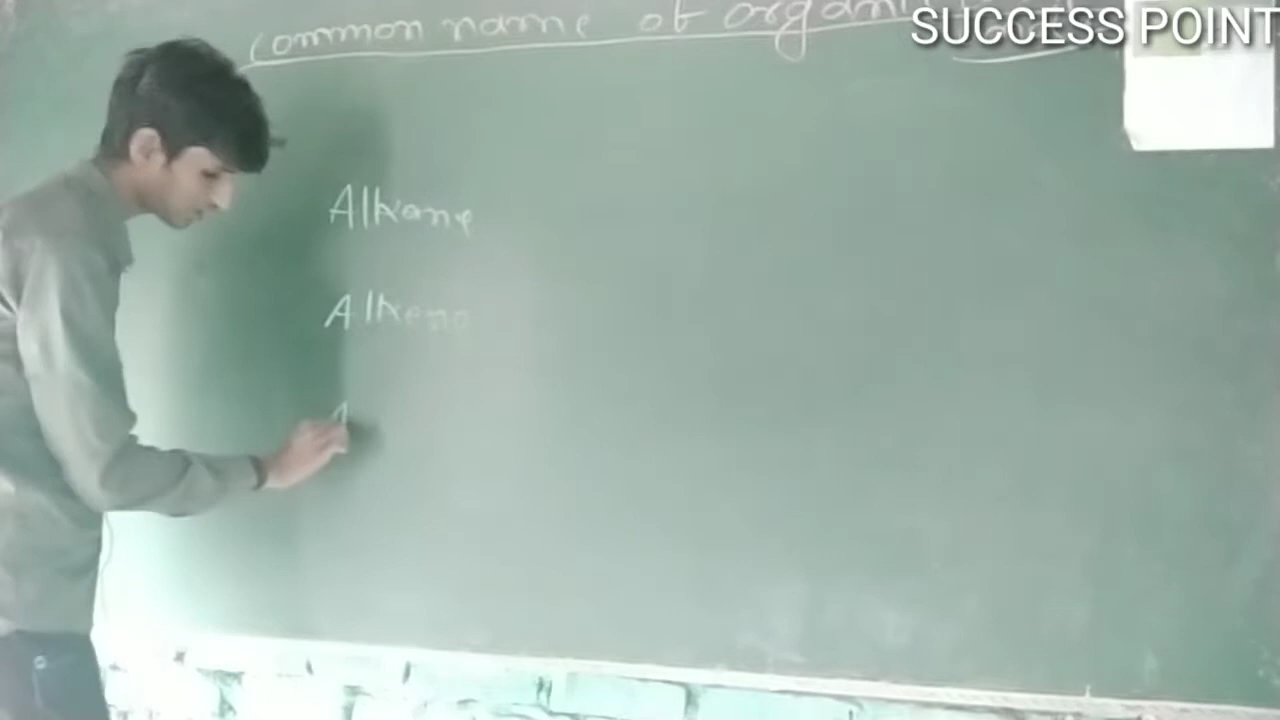 common name of organi
SUCCESS POINT
Alkane
Alkene
A